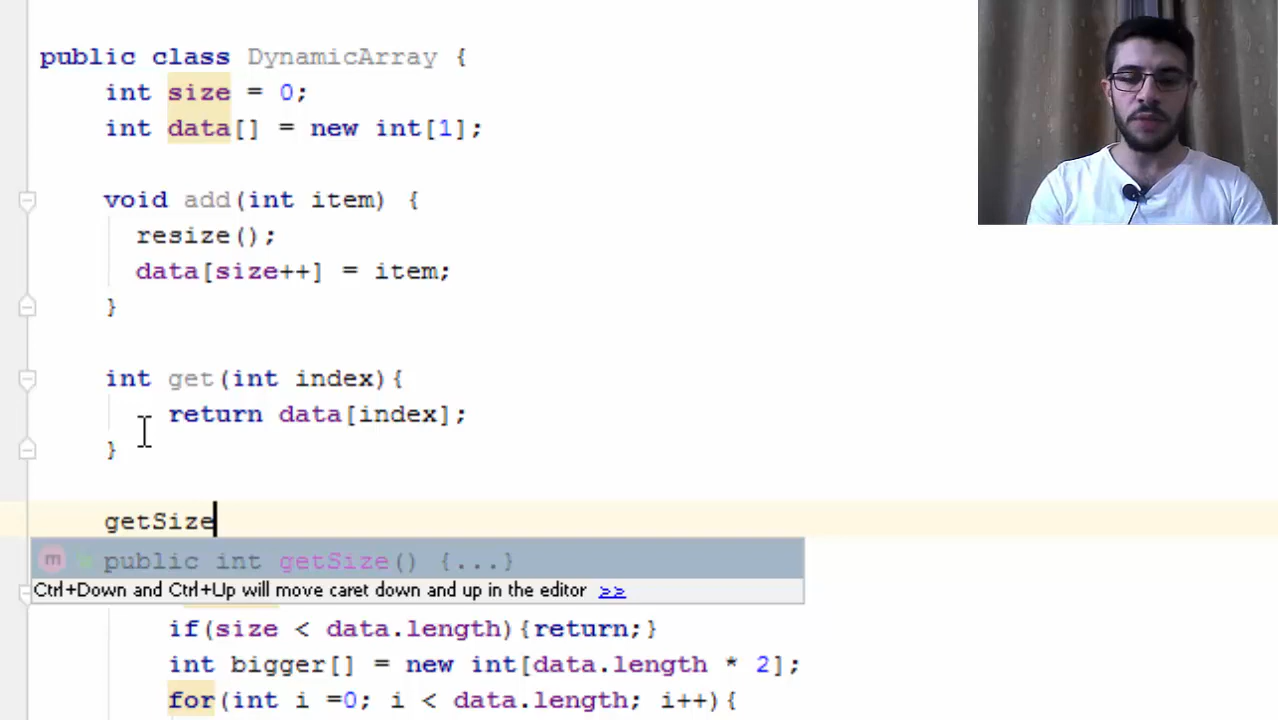 public class DynamicArray {
int size = 0;
int data[] = new int[1];
void add(int item) {
resize();
data[size++] = item;
}
int get(int index){
return data[index];
}
getSize
m public int getSize() {...}
Ctrl+Down and Ctrl+Up will move caret down and up in the editor >>
if(size < data.length){return;}
int bigger[] = new int[data.length * 2];
for(int i =0; i < data.length; i++){